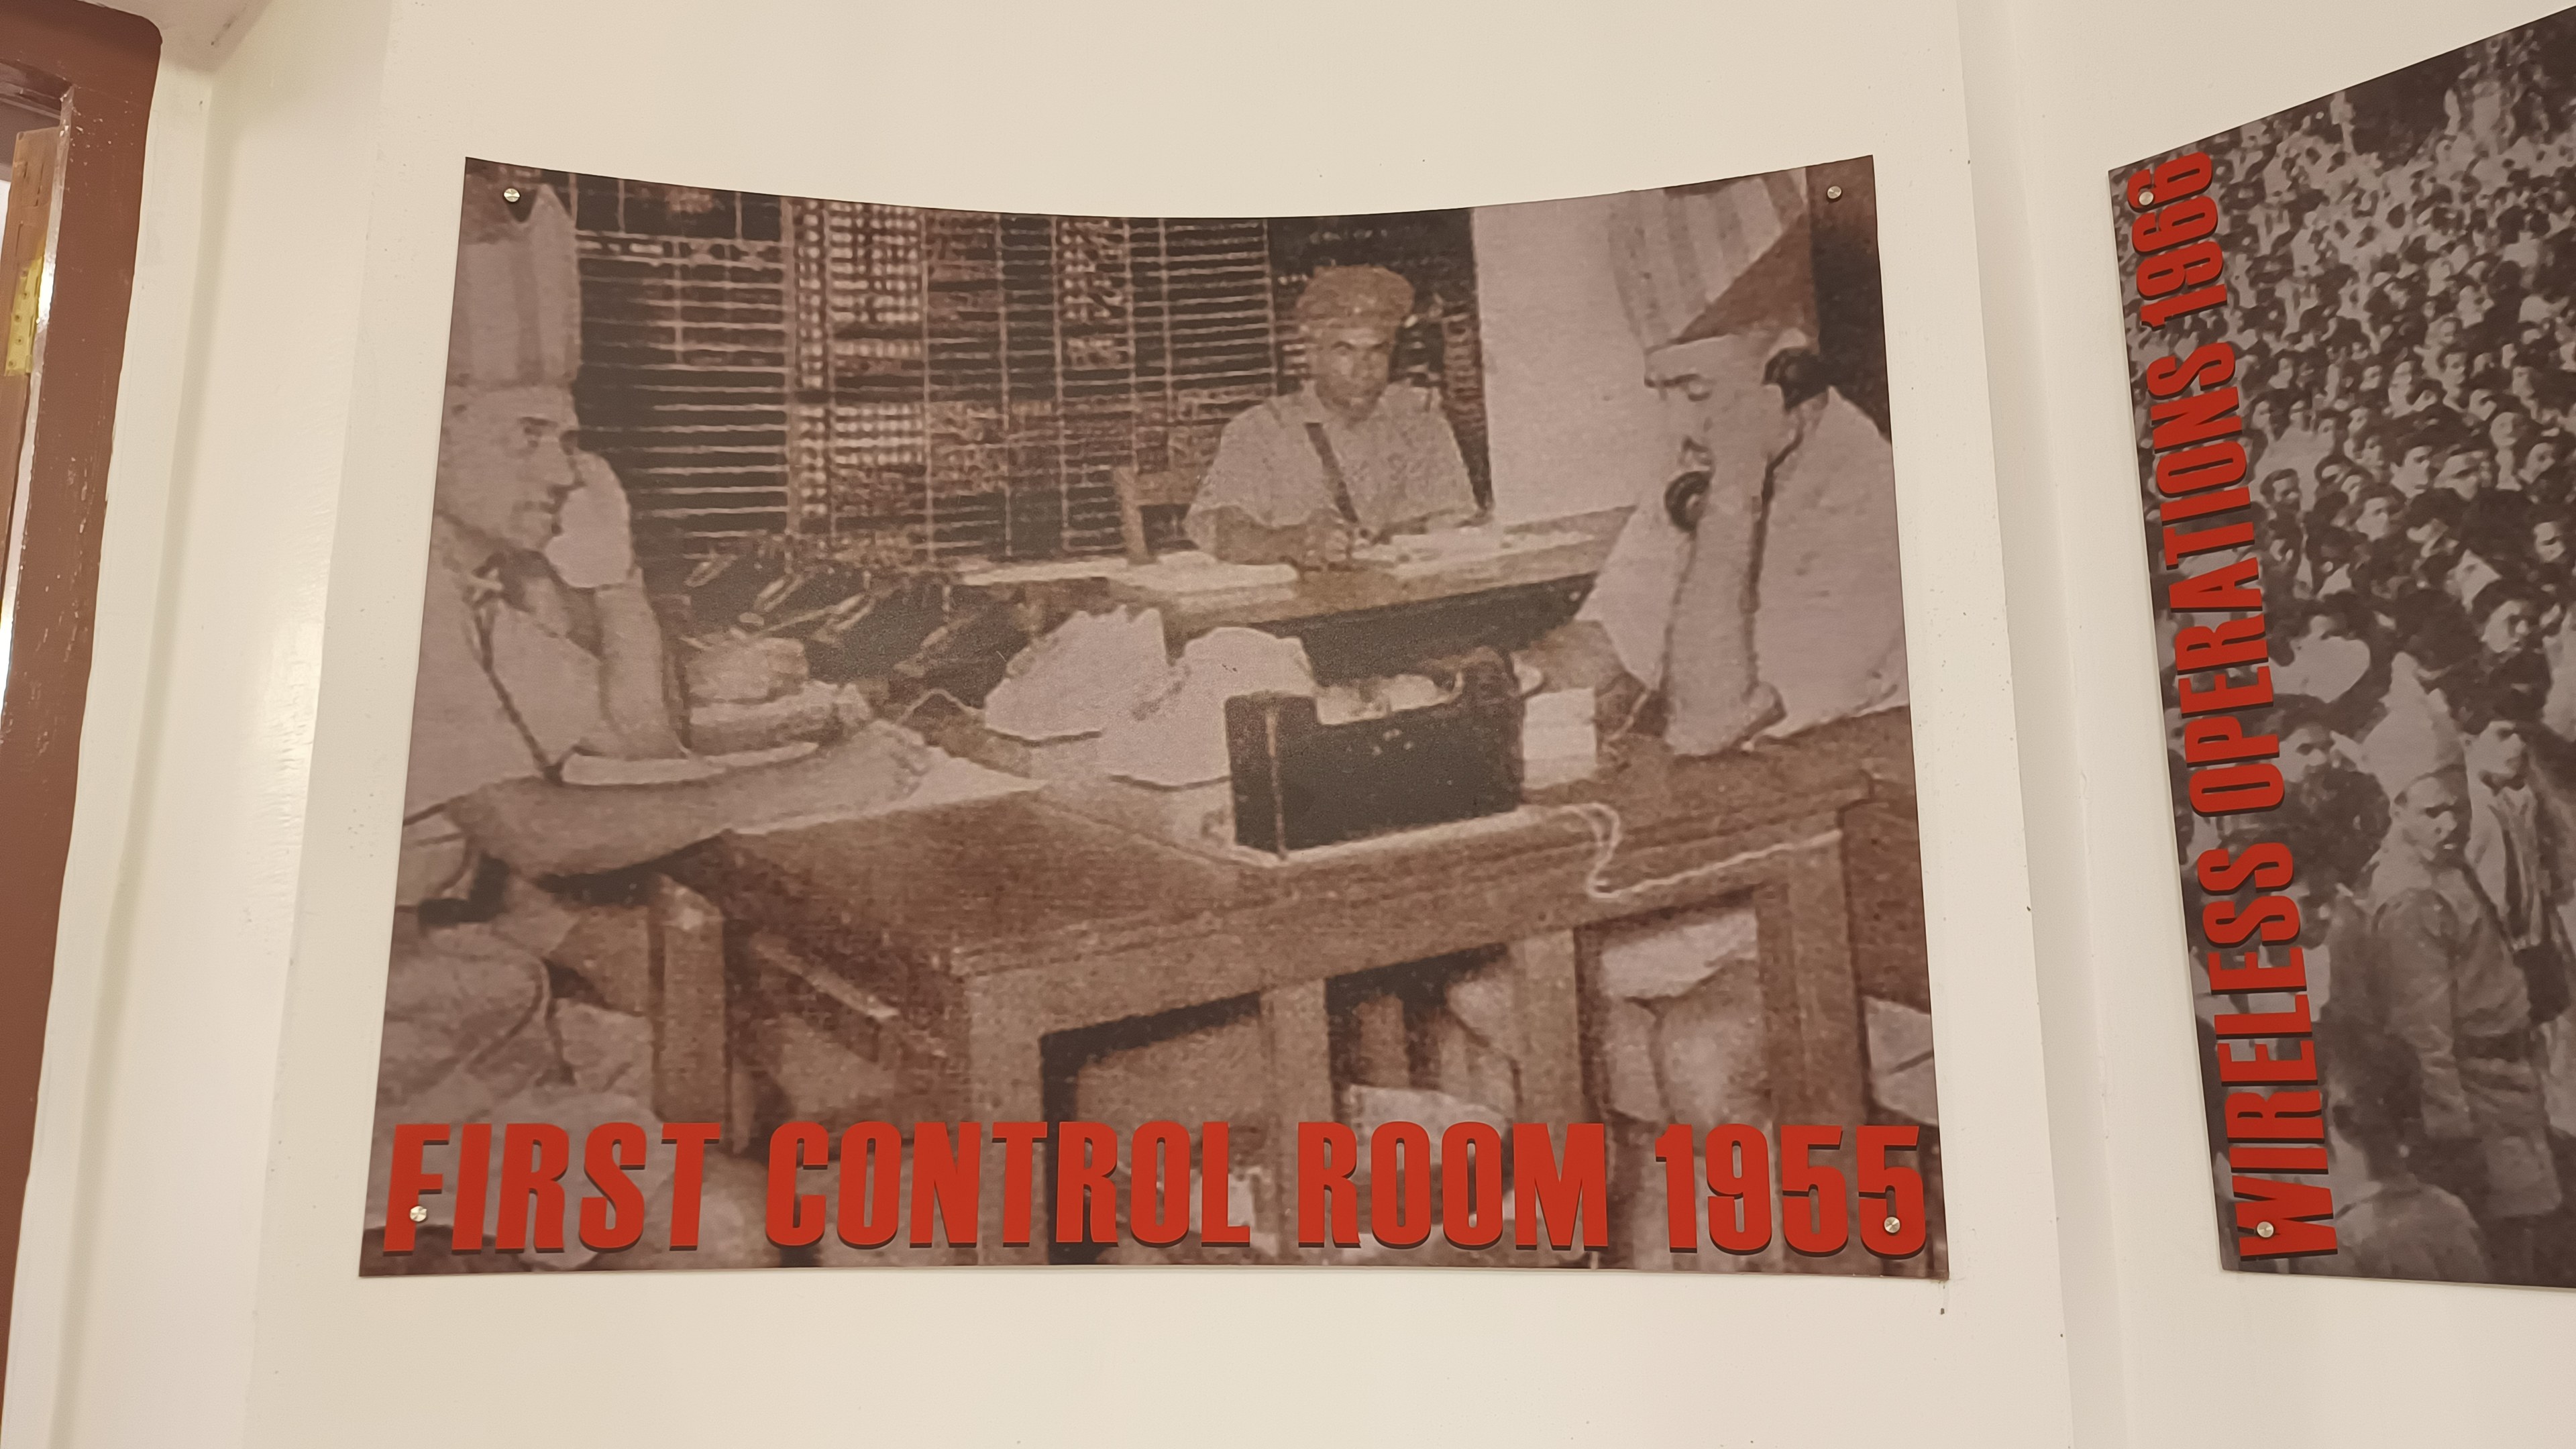 FIRST CONTROL ROOM 1955
WIRELESS OPERATIONS 1966